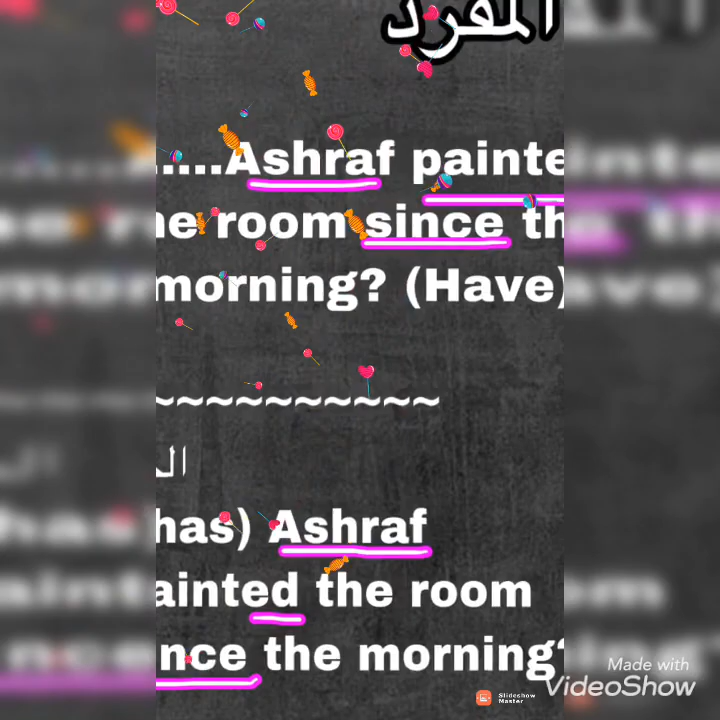 المفرد
.....Ashraf painte
he room since th
morning? (Have)
~~~~~~~~~~
ال
has) Ashraf
ainted the room
nce the morning?
Made with
VideoShow
Slideshow
Master